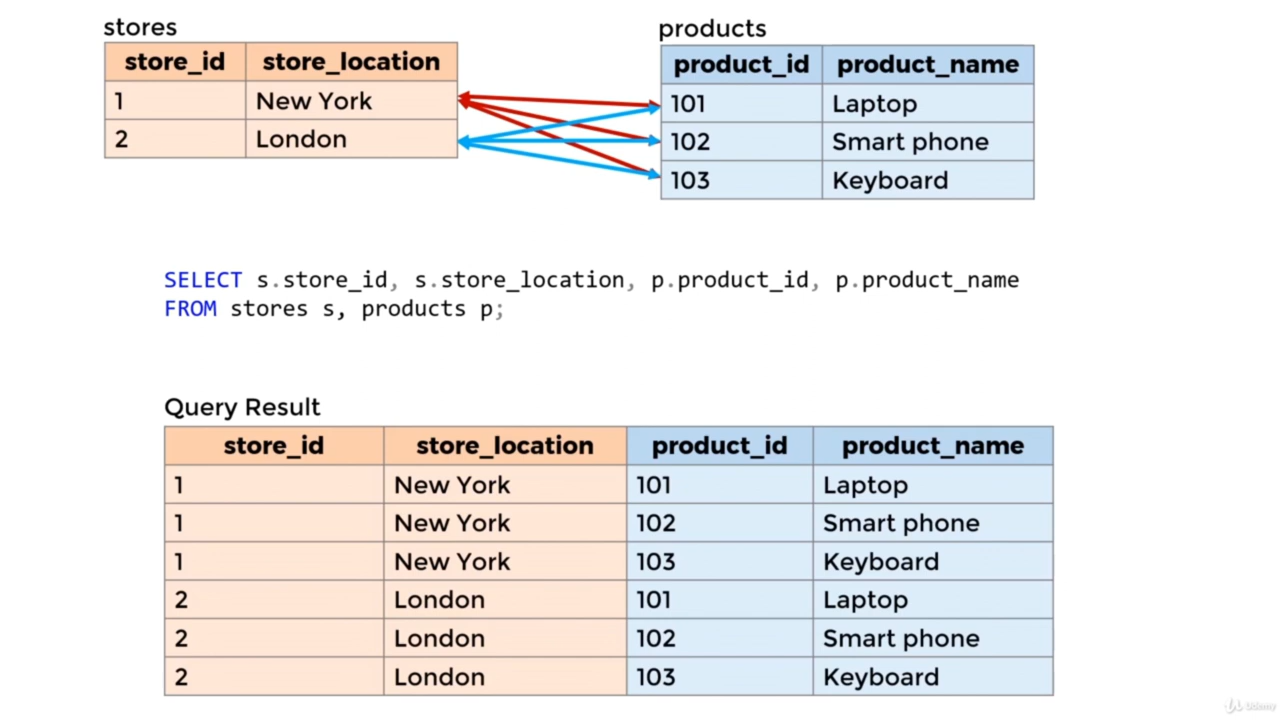 stores
products
store_id store_location
product_id product_name
1 New York
101 Laptop
2 London
102 Smart phone
103 Keyboard
SELECT s.store_id, s.store_location, p.product_id, p.product_name
FROM stores s, products p;
Query Result
store_id store_location product_id product_name
1 New York 101 Laptop
1 New York 102 Smart phone
1 New York 103 Keyboard
2 London 101 Laptop
2 London 102 Smart phone
2 London 103 Keyboard
Udemy